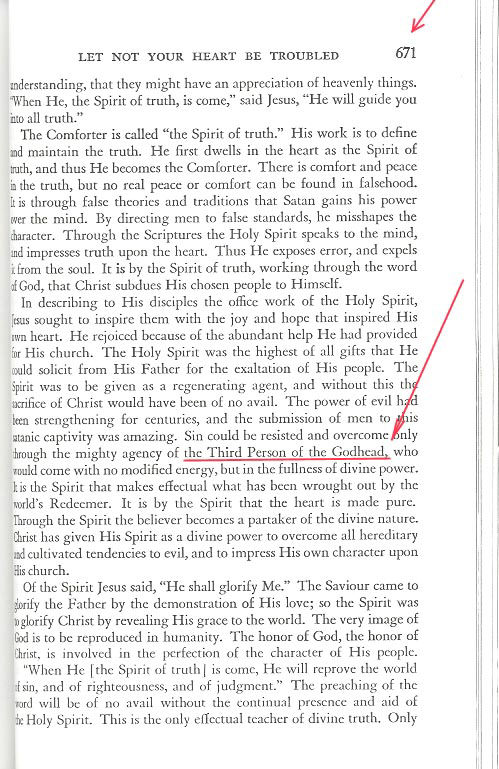 LET NOT YOUR HEART BE TROUBLED 671
understanding, that they might have an appreciation of heavenly things.
“When He, the Spirit of truth, is come,” said Jesus, “He will guide you
into all truth.”
The Comforter is called “the Spirit of truth.” His work is to define
and maintain the truth. He first dwells in the heart as the Spirit of
truth, and thus He becomes the Comforter. There is comfort and peace
in the truth, but no real peace or comfort can be found in falsehood.
It is through false theories and traditions that Satan gains his power
over the mind. By directing men to false standards, he misshapes the
character. Through the Scriptures the Holy Spirit speaks to the mind,
and impresses truth upon the heart. Thus He exposes error, and expels
it from the soul. It is by the Spirit of truth, working through the word
of God, that Christ subdues His chosen people to Himself.
In describing to His disciples the office work of the Holy Spirit,
Jesus sought to inspire them with the joy and hope that inspired His
own heart. He rejoiced because of the abundant help He had provided
for His church. The Holy Spirit was the highest of all gifts that He
could solicit from His Father for the exaltation of His people. The
Spirit was to be given as a regenerating agent, and without this the
sacrifice of Christ would have been of no avail. The power of evil had
been strengthening for centuries, and the submission of men to this
satanic captivity was amazing. Sin could be resisted and overcome only
through the mighty agency of the Third Person of the Godhead, who
would come with no modified energy, but in the fullness of divine power.
It is the Spirit that makes effectual what has been wrought out by the
world's Redeemer. It is by the Spirit that the heart is made pure.
Through the Spirit the believer becomes a partaker of the divine nature.
Christ has given His Spirit as a divine power to overcome all hereditary
and cultivated tendencies to evil, and to impress His own character upon
His church.
Of the Spirit Jesus said, “He shall glorify Me.” The Saviour came to
glorify the Father by the demonstration of His love; so the Spirit was
to glorify Christ by revealing His grace to the world. The very image of
God is to be reproduced in humanity. The honor of God, the honor of
Christ, is involved in the perfection of the character of His people.
“When He [the Spirit of truth] is come, He will reprove the world
of sin, and of righteousness, and of judgment.” The preaching of the
word will be of no avail without the continual presence and aid of
the Holy Spirit. This is the only effectual teacher of divine truth. Only